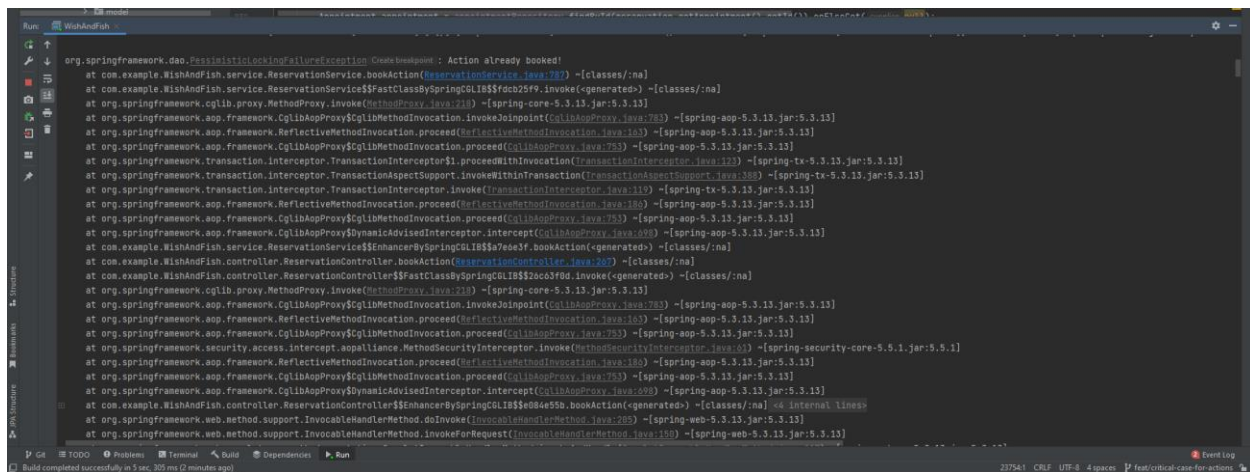 model
Run: WishAndFish
org.springframework.dao.PessimisticLockingFailureException Create breakpoint : Action already booked!
at com.example.WishAndFish.service.ReservationService.bookAction(ReservationService.java:787) ~[classes/:na]
at com.example.WishAndFish.service.ReservationService$$FastClassBySpringCGLIB$$fdcb25f9.invoke(<generated>) ~[classes/:na]
at org.springframework.cglib.proxy.MethodProxy.invoke(MethodProxy.java:218) ~[spring-core-5.3.13.jar:5.3.13]
at org.springframework.aop.framework.CglibAopProxy$CglibMethodInvocation.invokeJoinpoint(CglibAopProxy.java:783) ~[spring-aop-5.3.13.jar:5.3.13]
at org.springframework.aop.framework.ReflectiveMethodInvocation.proceed(ReflectiveMethodInvocation.java:163) ~[spring-aop-5.3.13.jar:5.3.13]
at org.springframework.aop.framework.CglibAopProxy$CglibMethodInvocation.proceed(CglibAopProxy.java:753) ~[spring-aop-5.3.13.jar:5.3.13]
at org.springframework.transaction.interceptor.TransactionInterceptor$1.proceedWithInvocation(TransactionInterceptor.java:123) ~[spring-tx-5.3.13.jar:5.3.13]
at org.springframework.transaction.interceptor.TransactionAspectSupport.invokeWithinTransaction(TransactionAspectSupport.java:388) ~[spring-tx-5.3.13.jar:5.3.13]
at org.springframework.transaction.interceptor.TransactionInterceptor.invoke(TransactionInterceptor.java:119) ~[spring-tx-5.3.13.jar:5.3.13]
at org.springframework.aop.framework.ReflectiveMethodInvocation.proceed(ReflectiveMethodInvocation.java:186) ~[spring-aop-5.3.13.jar:5.3.13]
at org.springframework.aop.framework.CglibAopProxy$CglibMethodInvocation.proceed(CglibAopProxy.java:753) ~[spring-aop-5.3.13.jar:5.3.13]
at org.springframework.aop.framework.CglibAopProxy$DynamicAdvisedInterceptor.intercept(CglibAopProxy.java:698) ~[spring-aop-5.3.13.jar:5.3.13]
at com.example.WishAndFish.service.ReservationService$$EnhancerBySpringCGLIB$$a7e6e3f.bookAction(<generated>) ~[classes/:na]
at com.example.WishAndFish.controller.ReservationController.bookAction(ReservationController.java:267) ~[classes/:na]
at com.example.WishAndFish.controller.ReservationController$$FastClassBySpringCGLIB$$26c63f0d.invoke(<generated>) ~[classes/:na]
at org.springframework.cglib.proxy.MethodProxy.invoke(MethodProxy.java:218) ~[spring-core-5.3.13.jar:5.3.13]
at org.springframework.aop.framework.CglibAopProxy$CglibMethodInvocation.invokeJoinpoint(CglibAopProxy.java:783) ~[spring-aop-5.3.13.jar:5.3.13]
at org.springframework.aop.framework.ReflectiveMethodInvocation.proceed(ReflectiveMethodInvocation.java:163) ~[spring-aop-5.3.13.jar:5.3.13]
at org.springframework.aop.framework.CglibAopProxy$CglibMethodInvocation.proceed(CglibAopProxy.java:753) ~[spring-aop-5.3.13.jar:5.3.13]
at org.springframework.security.access.intercept.aopalliance.MethodSecurityInterceptor.invoke(MethodSecurityInterceptor.java:61) ~[spring-security-core-5.5.1.jar:5.5.1]
at org.springframework.aop.framework.ReflectiveMethodInvocation.proceed(ReflectiveMethodInvocation.java:186) ~[spring-aop-5.3.13.jar:5.3.13]
at org.springframework.aop.framework.CglibAopProxy$CglibMethodInvocation.proceed(CglibAopProxy.java:753) ~[spring-aop-5.3.13.jar:5.3.13]
at org.springframework.aop.framework.CglibAopProxy$DynamicAdvisedInterceptor.intercept(CglibAopProxy.java:698) ~[spring-aop-5.3.13.jar:5.3.13]
at com.example.WishAndFish.controller.ReservationController$$EnhancerBySpringCGLIB$$e084e55b.bookAction(<generated>) ~[classes/:na] <4 internal lines>
at org.springframework.web.method.support.InvocableHandlerMethod.doInvoke(InvocableHandlerMethod.java:205) ~[spring-web-5.3.13.jar:5.3.13]
at org.springframework.web.method.support.InvocableHandlerMethod.invokeForRequest(InvocableHandlerMethod.java:150) ~[spring-web-5.3.13.jar:5.3.13]
Structure
Bookmarks
JPA Structure
Git TODO Problems Terminal Build Spring Dependencies Run Event Log
Build completed successfully in 5 sec, 305 ms (2 minutes ago) 23754:1 CRLF UTF-8 4 spaces feat/critical-case-for-actions